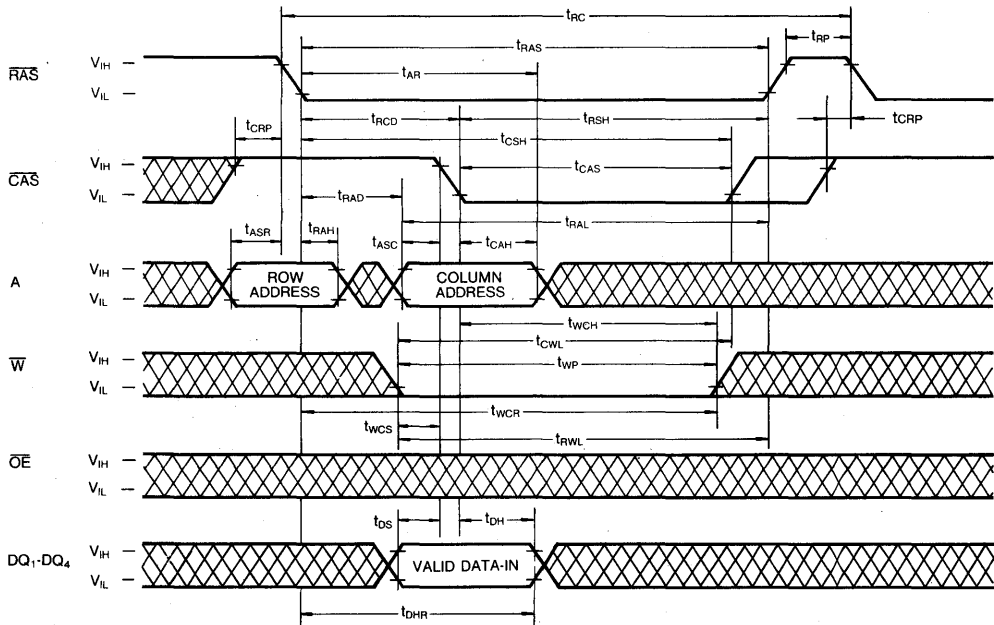 tRC
tRP
tRAS
RAS VIH
VIL
tAR
tRCD tRSH tCRP
tCRP tCSH
CAS VIH
VIL
tCAS
tRAD tRAL
tASR tRAH tASC tCAH
A VIH
VIL
ROW ADDRESS
COLUMN ADDRESS
tWCH
tCWL
W VIH
VIL
tWP
tWCR
tWCS tRWL
OE VIH
VIL
tDS tDH
DQ1-DQ4 VIH
VIL
VALID DATA-IN
tDHR